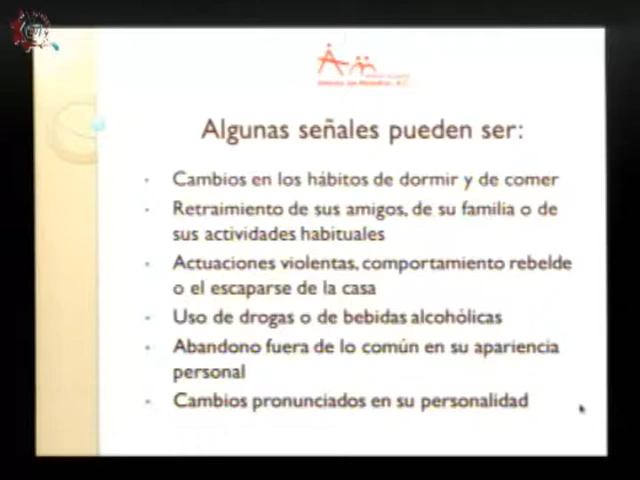 Algunas señales pueden ser:
Cambios en los hábitos de dormir y de comer
Retraimiento de sus amigos, de su familia o de
sus actividades habituales
Actuaciones violentas, comportamiento rebelde
o el escaparse de la casa
Uso de drogas o de bebidas alcohólicas
Abandono fuera de lo común en su apariencia
personal
Cambios pronunciados en su personalidad